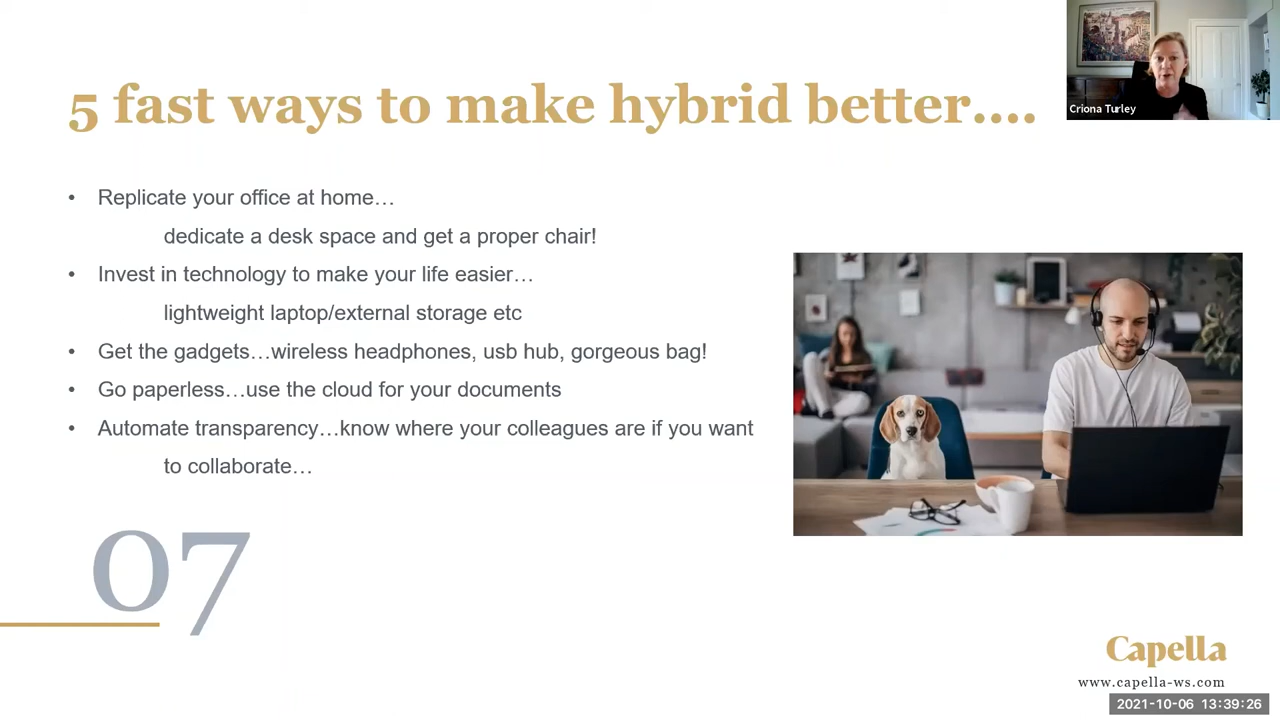 5 fast ways to make hybrid better....
Criona Turley
• Replicate your office at home…
dedicate a desk space and get a proper chair!
• Invest in technology to make your life easier…
lightweight laptop/external storage etc
• Get the gadgets…wireless headphones, usb hub, gorgeous bag!
• Go paperless…use the cloud for your documents
• Automate transparency…know where your colleagues are if you want
to collaborate…
07
Capella
www.capella-ws.com
2021-10-06 13:39:26